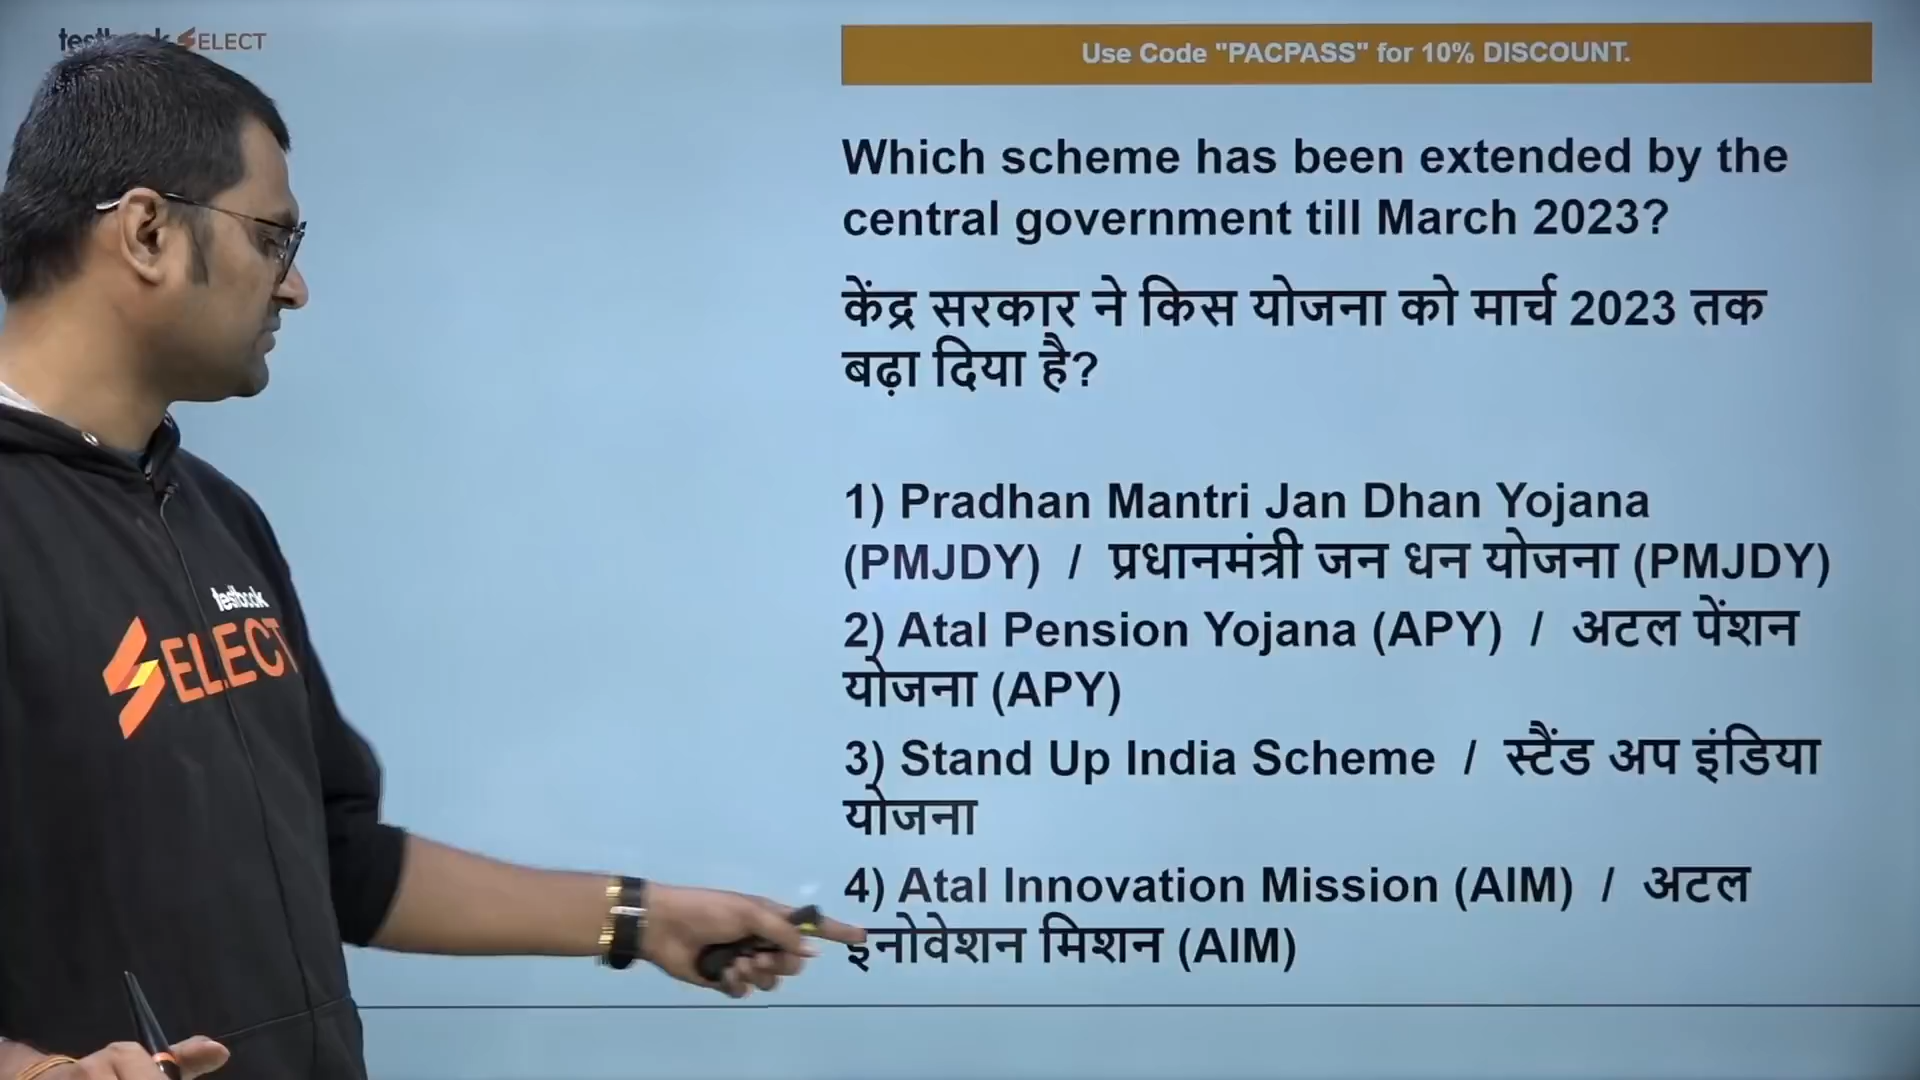 SELECT
Use Code "PACPASS" for 10% DISCOUNT.
Which scheme has been extended by the
central government till March 2023?
केंद्र सरकार ने किस योजना को मार्च 2023 तक
बढ़ा दिया है?
1) Pradhan Mantri Jan Dhan Yojana
(PMJDY) / प्रधानमंत्री जन धन योजना (PMJDY)
2) Atal Pension Yojana (APY) / अटल पेंशन
योजना (APY)
3) Stand Up India Scheme / स्टैंड अप इंडिया
योजना
4) Atal Innovation Mission (AIM) / अटल
इनोवेशन मिशन (AIM)
testbook
SELECT